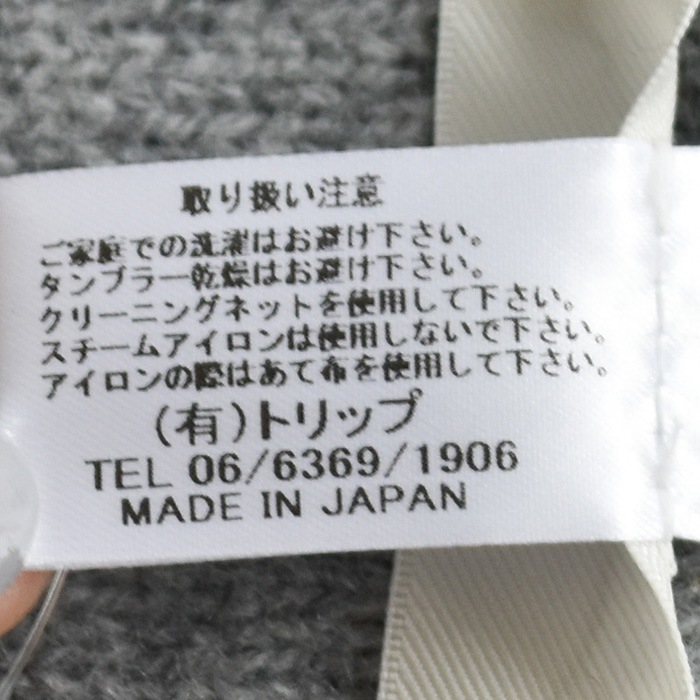 取り扱い注意
ご家庭での洗濯はお避け下さい。
タンブラー乾燥はお避け下さい。
クリーニングネットを使用して下さい。
スチームアイロンは使用しないで下さい。
アイロンの際はあて布を使用して下さい。
(有)トリップ
TEL 06/6369/1906
MADE IN JAPAN